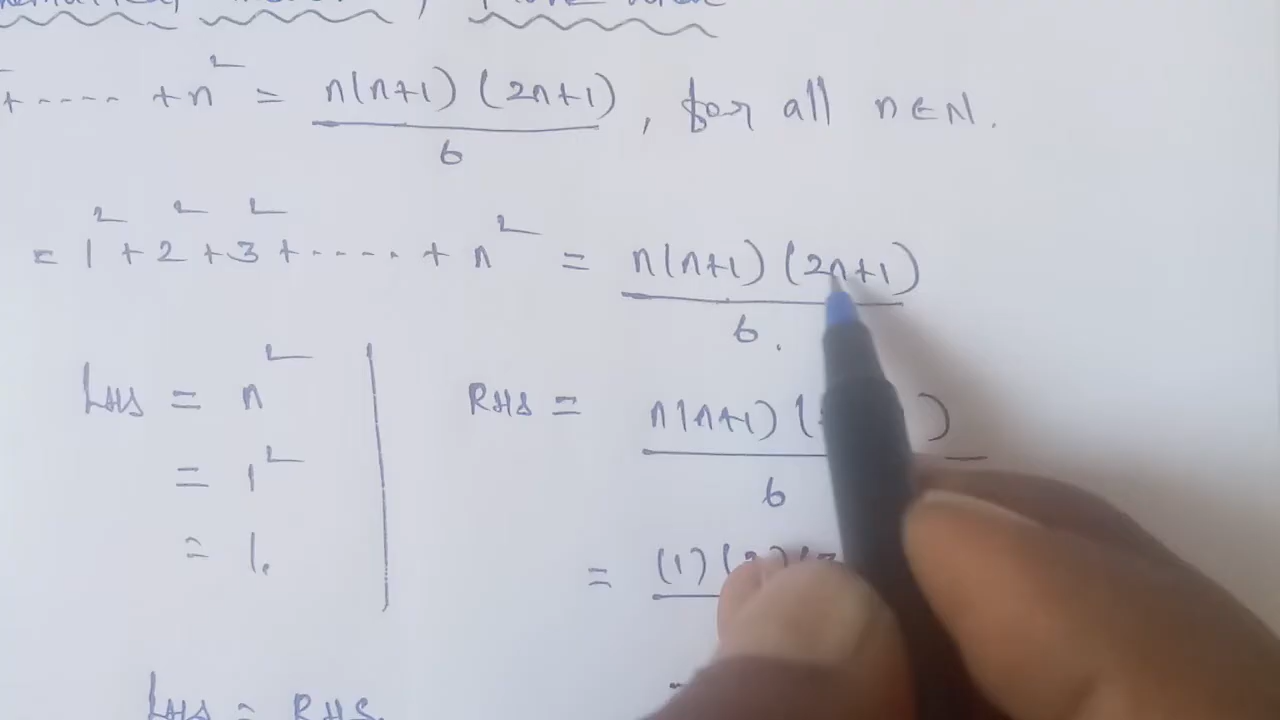 + ..... + n² = n(n+1) (2n+1) / 6 , for all n∈N.
= 1² + 2² + 3² + ..... + n² = n(n+1) (2n+1) / 6.
LHS = n²
= 1²
= 1.
RHS = n(n+1) ( ) / 6
= (1)
LHS = RHS.